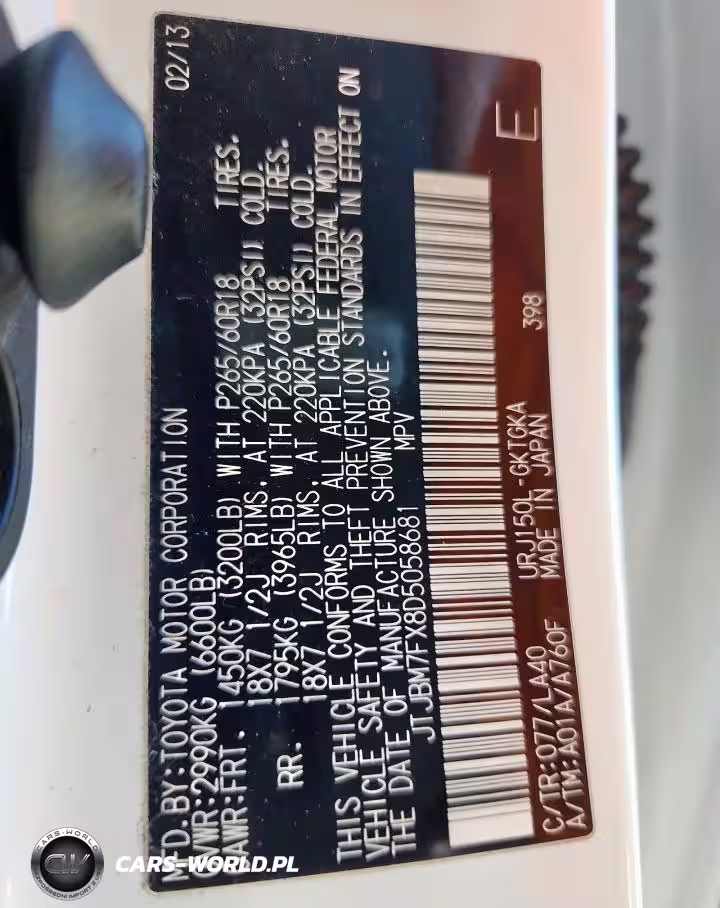 MFD.BY:TOYOTA MOTOR CORPORATION 02/13
GVWR:2990KG (6600LB)
GAWR:FRT. 1450KG (3200LB) WITH P265/60R18 TIRES.
18X7 1/2J RIMS. AT 220KPA (32PSI) COLD.
RR. 1795KG (3965LB) WITH P265/60R18 TIRES.
18X7 1/2J RIMS. AT 220KPA (32PSI) COLD.
THIS VEHICLE CONFORMS TO ALL APPLICABLE FEDERAL MOTOR
VEHICLE SAFETY AND THEFT PREVENTION STANDARDS IN EFFECT ON
THE DATE OF MANUFACTURE SHOWN ABOVE.
JTJBM7FX8D5058681 MPV
E
C/TR:077/LA40 URJ150L-GKTGKA 398
A/TM:A01A/A760F MADE IN JAPAN
CARS-WORLD
CW
CARS-WORLD.PL